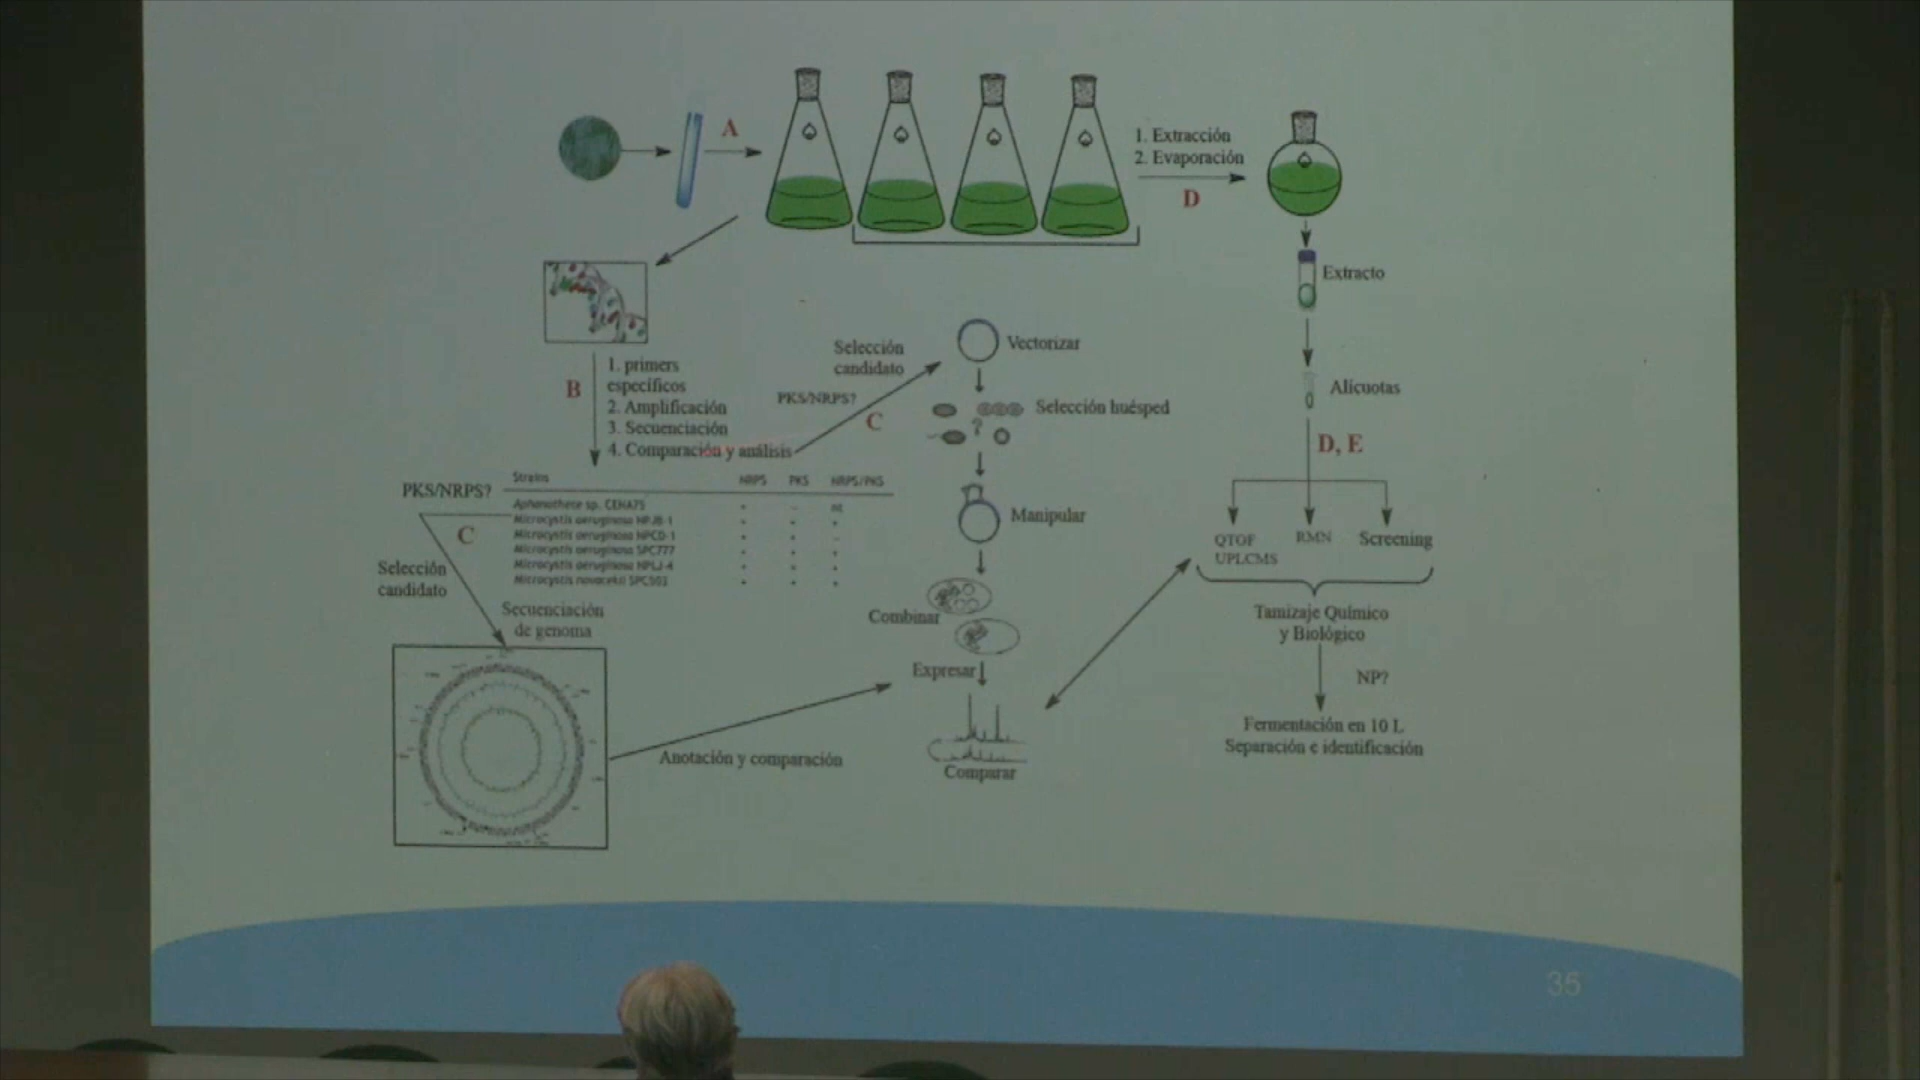 A
1. Extracción
2. Evaporación
D
Extracto
Alicuotas
D, E
QTOF
UPLCMS
RMN
Screening
Tamizaje Químico
y Biológico
NP?
Fermentación en 10 L
Separación e identificación
B
1. primers
específicos
2. Amplificación
3. Secuenciación
4. Comparación y análisis
PKS/NRPS?
Selección
candidato
C
Vectorizar
Selección huésped
?
Manipular
Combinar
Expresar
Comparar
PKS/NRPS?
C
Selección
candidato
Strains NRPS PKS NRPS/PKS
Aphanothece sp. CENA75 - nt
Microcystis aeruginosa NPJB-1
Microcystis aeruginosa NPCD-1
Microcystis aeruginosa SPC777
Microcystis aeruginosa NPLJ-4
Microcystis novacekii SPC503
Secuenciación
de genoma
Anotación y comparación
35